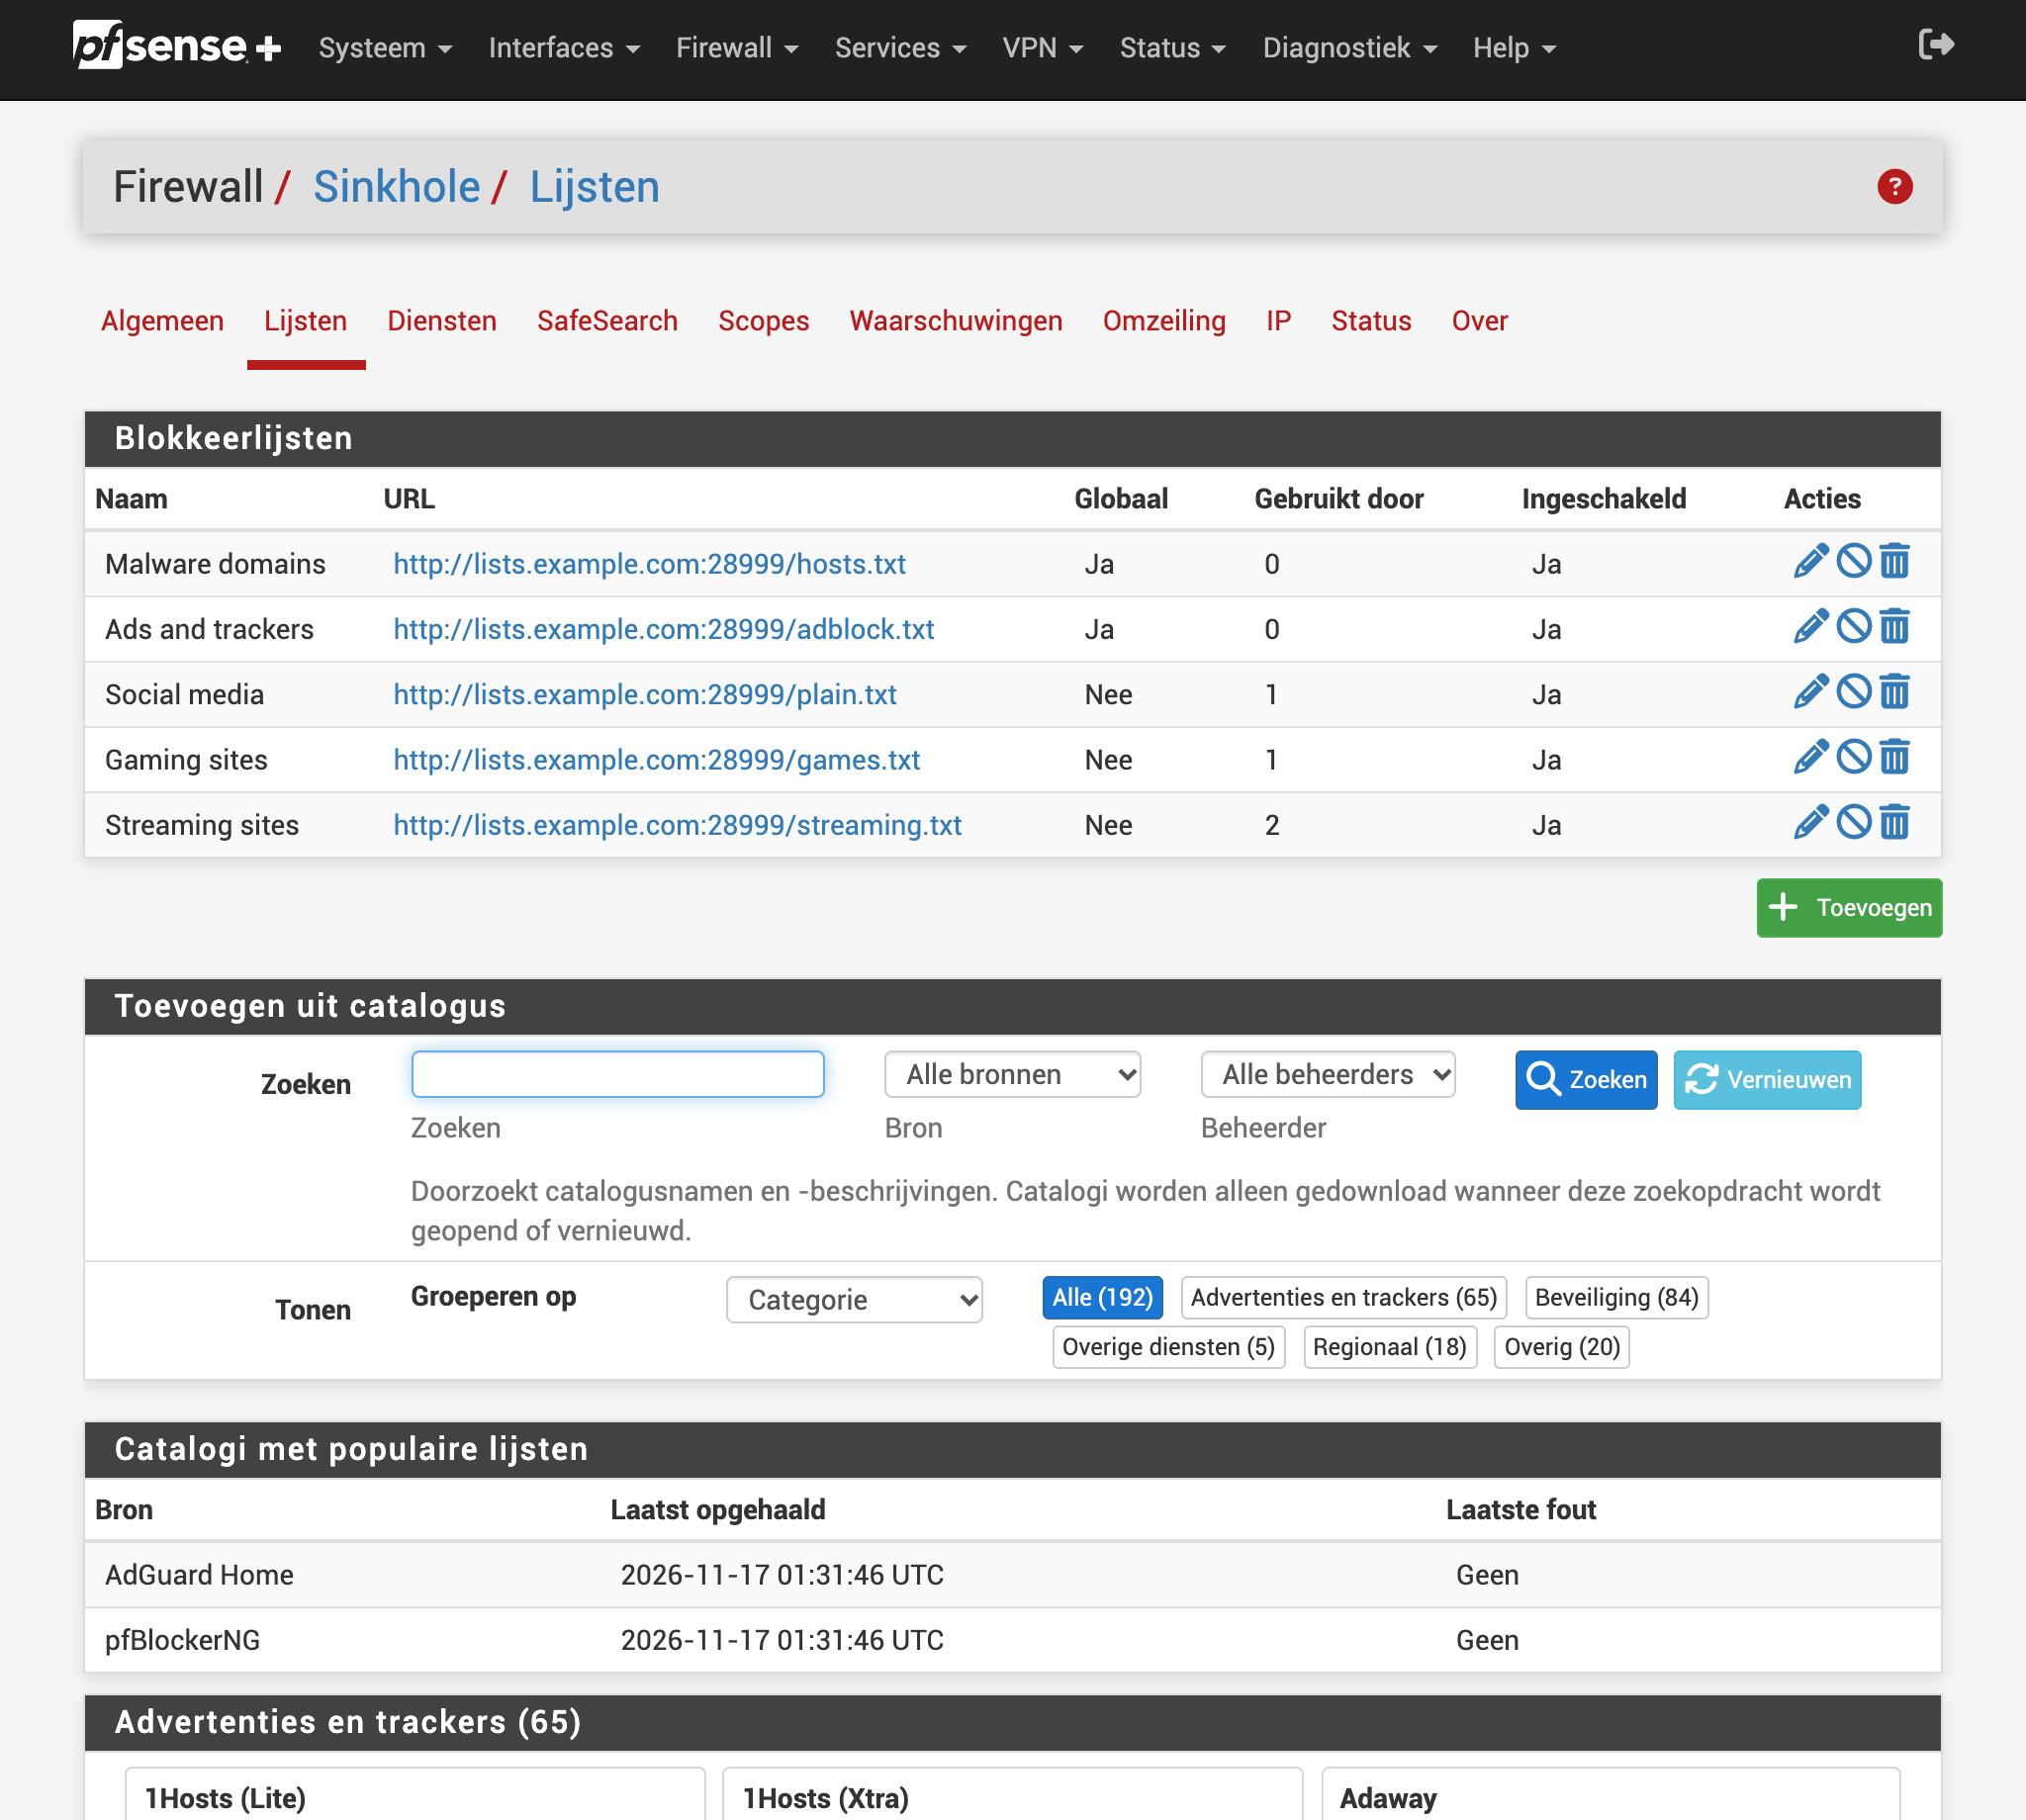 pfsense +
Systeem Interfaces Firewall Services VPN Status Diagnostiek Help
Firewall / Sinkhole / Lijsten
?
Algemeen Lijsten Diensten SafeSearch Scopes Waarschuwingen Omzeiling IP Status Over
Blokkeerlijsten
Naam URL Globaal Gebruikt door Ingeschakeld Acties
Malware domains http://lists.example.com:28999/hosts.txt Ja 0 Ja
Ads and trackers http://lists.example.com:28999/adblock.txt Ja 0 Ja
Social media http://lists.example.com:28999/plain.txt Nee 1 Ja
Gaming sites http://lists.example.com:28999/games.txt Nee 1 Ja
Streaming sites http://lists.example.com:28999/streaming.txt Nee 2 Ja
Toevoegen
Toevoegen uit catalogus
Zoeken Alle bronnen Alle beheerders Zoeken Vernieuwen
Zoeken Bron Beheerder
Doorzoekt catalogusnamen en -beschrijvingen. Catalogi worden alleen gedownload wanneer deze zoekopdracht wordt
geopend of vernieuwd.
Tonen Groeperen op Categorie Alle (192) Advertenties en trackers (65) Beveiliging (84)
Overige diensten (5) Regionaal (18) Overig (20)
Catalogi met populaire lijsten
Bron Laatst opgehaald Laatste fout
AdGuard Home 2026-11-17 01:31:46 UTC Geen
pfBlockerNG 2026-11-17 01:31:46 UTC Geen
Advertenties en trackers (65)
1Hosts (Lite) 1Hosts (Xtra) Adaway